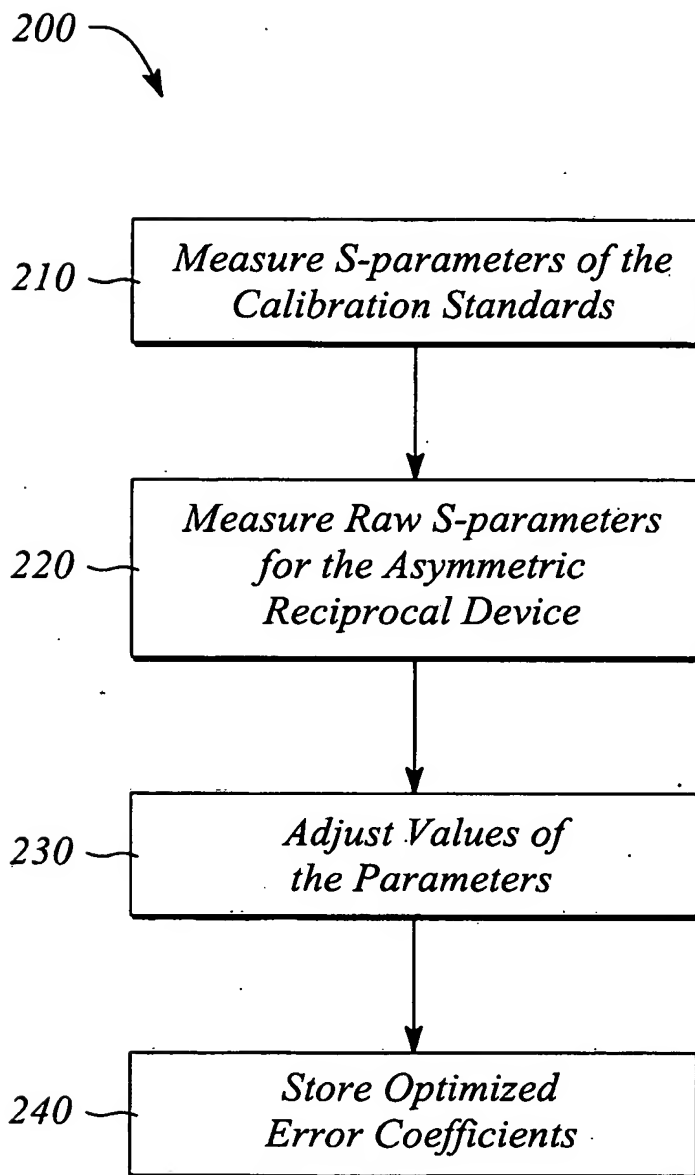 200
210
Measure S-parameters of the
Calibration Standards
220
Measure Raw S-parameters
for the Asymmetric
Reciprocal Device
230
Adjust Values of
the Parameters
240
Store Optimized
Error Coefficients